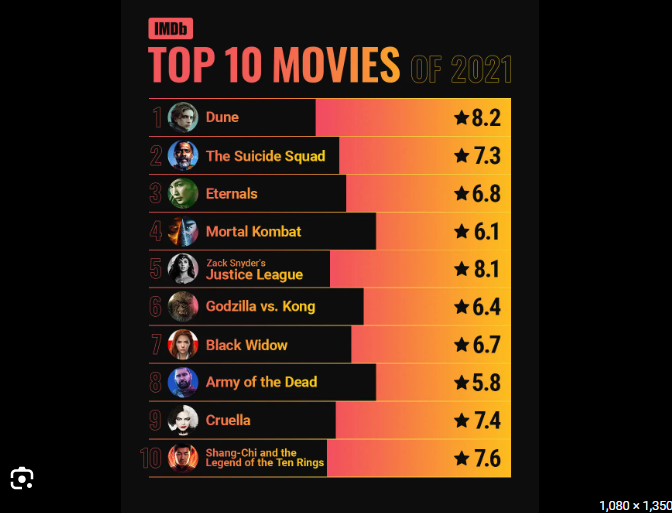 IMDb
TOP 10 MOVIES OF 2021
1 Dune ★8.2
2 The Suicide Squad ★7.3
3 Eternals ★6.8
4 Mortal Kombat ★6.1
5 Zack Snyder's
Justice League ★8.1
6 Godzilla vs. Kong ★6.4
7 Black Widow ★6.7
8 Army of the Dead ★5.8
9 Cruella ★7.4
10 Shang-Chi and the
Legend of the Ten Rings ★7.6
1,080 × 1,350